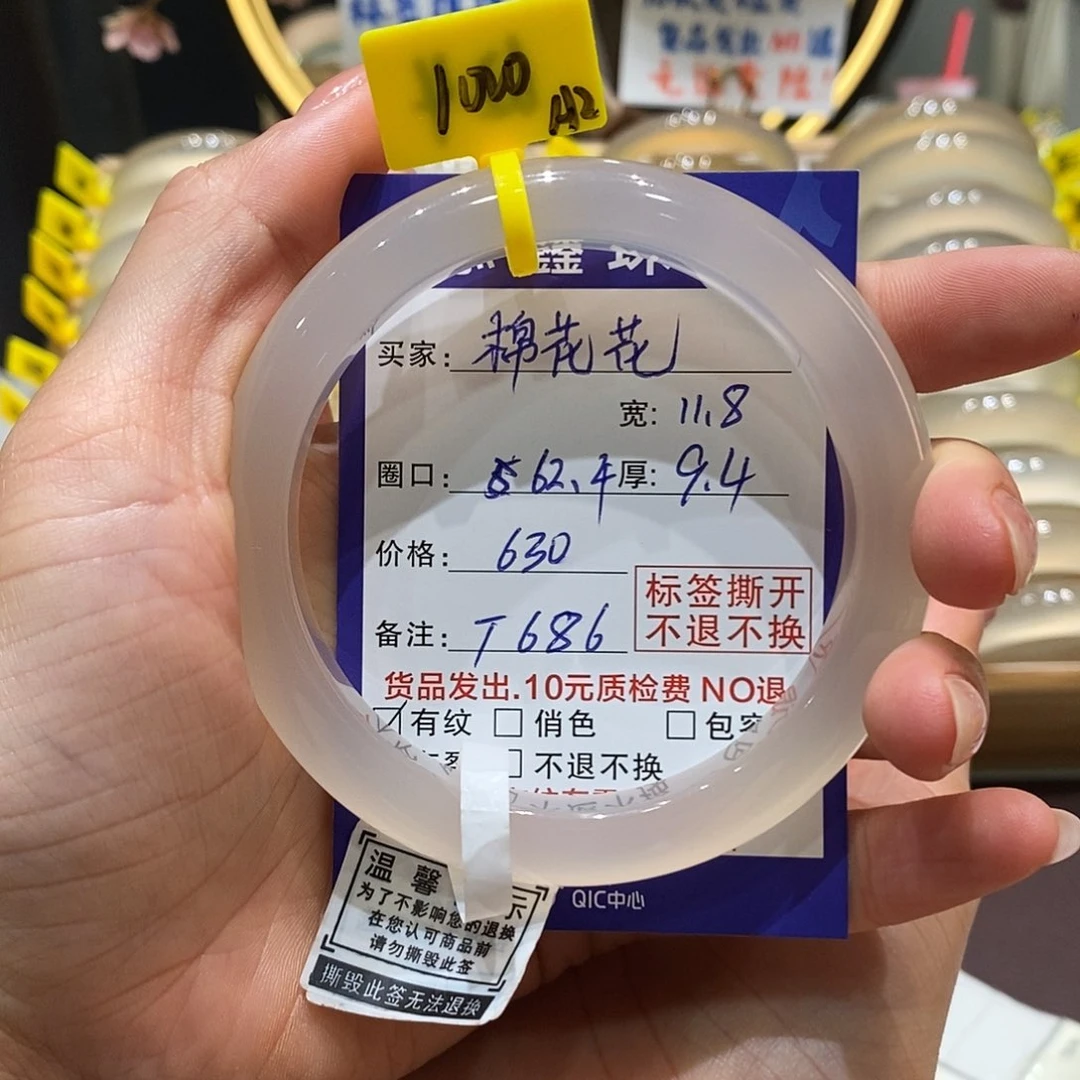 1000
A2
鑫 珠
买家: 棉花花
宽: 11.8
圈口: 62.平 厚: 9.4
价格: 630
备注: T686
标签撕开
不退不换
货品发出.10元质检费 NO退
☑有纹 □俏色 □包
□不退不换
QIC中心
温馨 示
为了不影响您的退换
在您认可商品前
请勿撕毁此签
撕毁此签无法退换